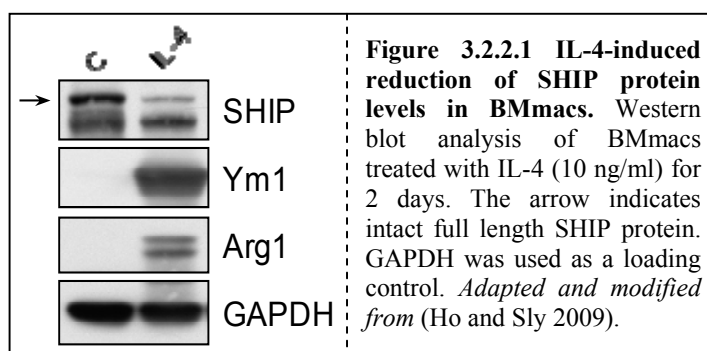 C IL-4
SHIP
Ym1
Arg1
GAPDH
Figure 3.2.2.1 IL-4-induced
reduction of SHIP protein
levels in BMmacs. Western
blot analysis of BMmacs
treated with IL-4 (10 ng/ml) for
2 days. The arrow indicates
intact full length SHIP protein.
GAPDH was used as a loading
control. Adapted and modified
from (Ho and Sly 2009).